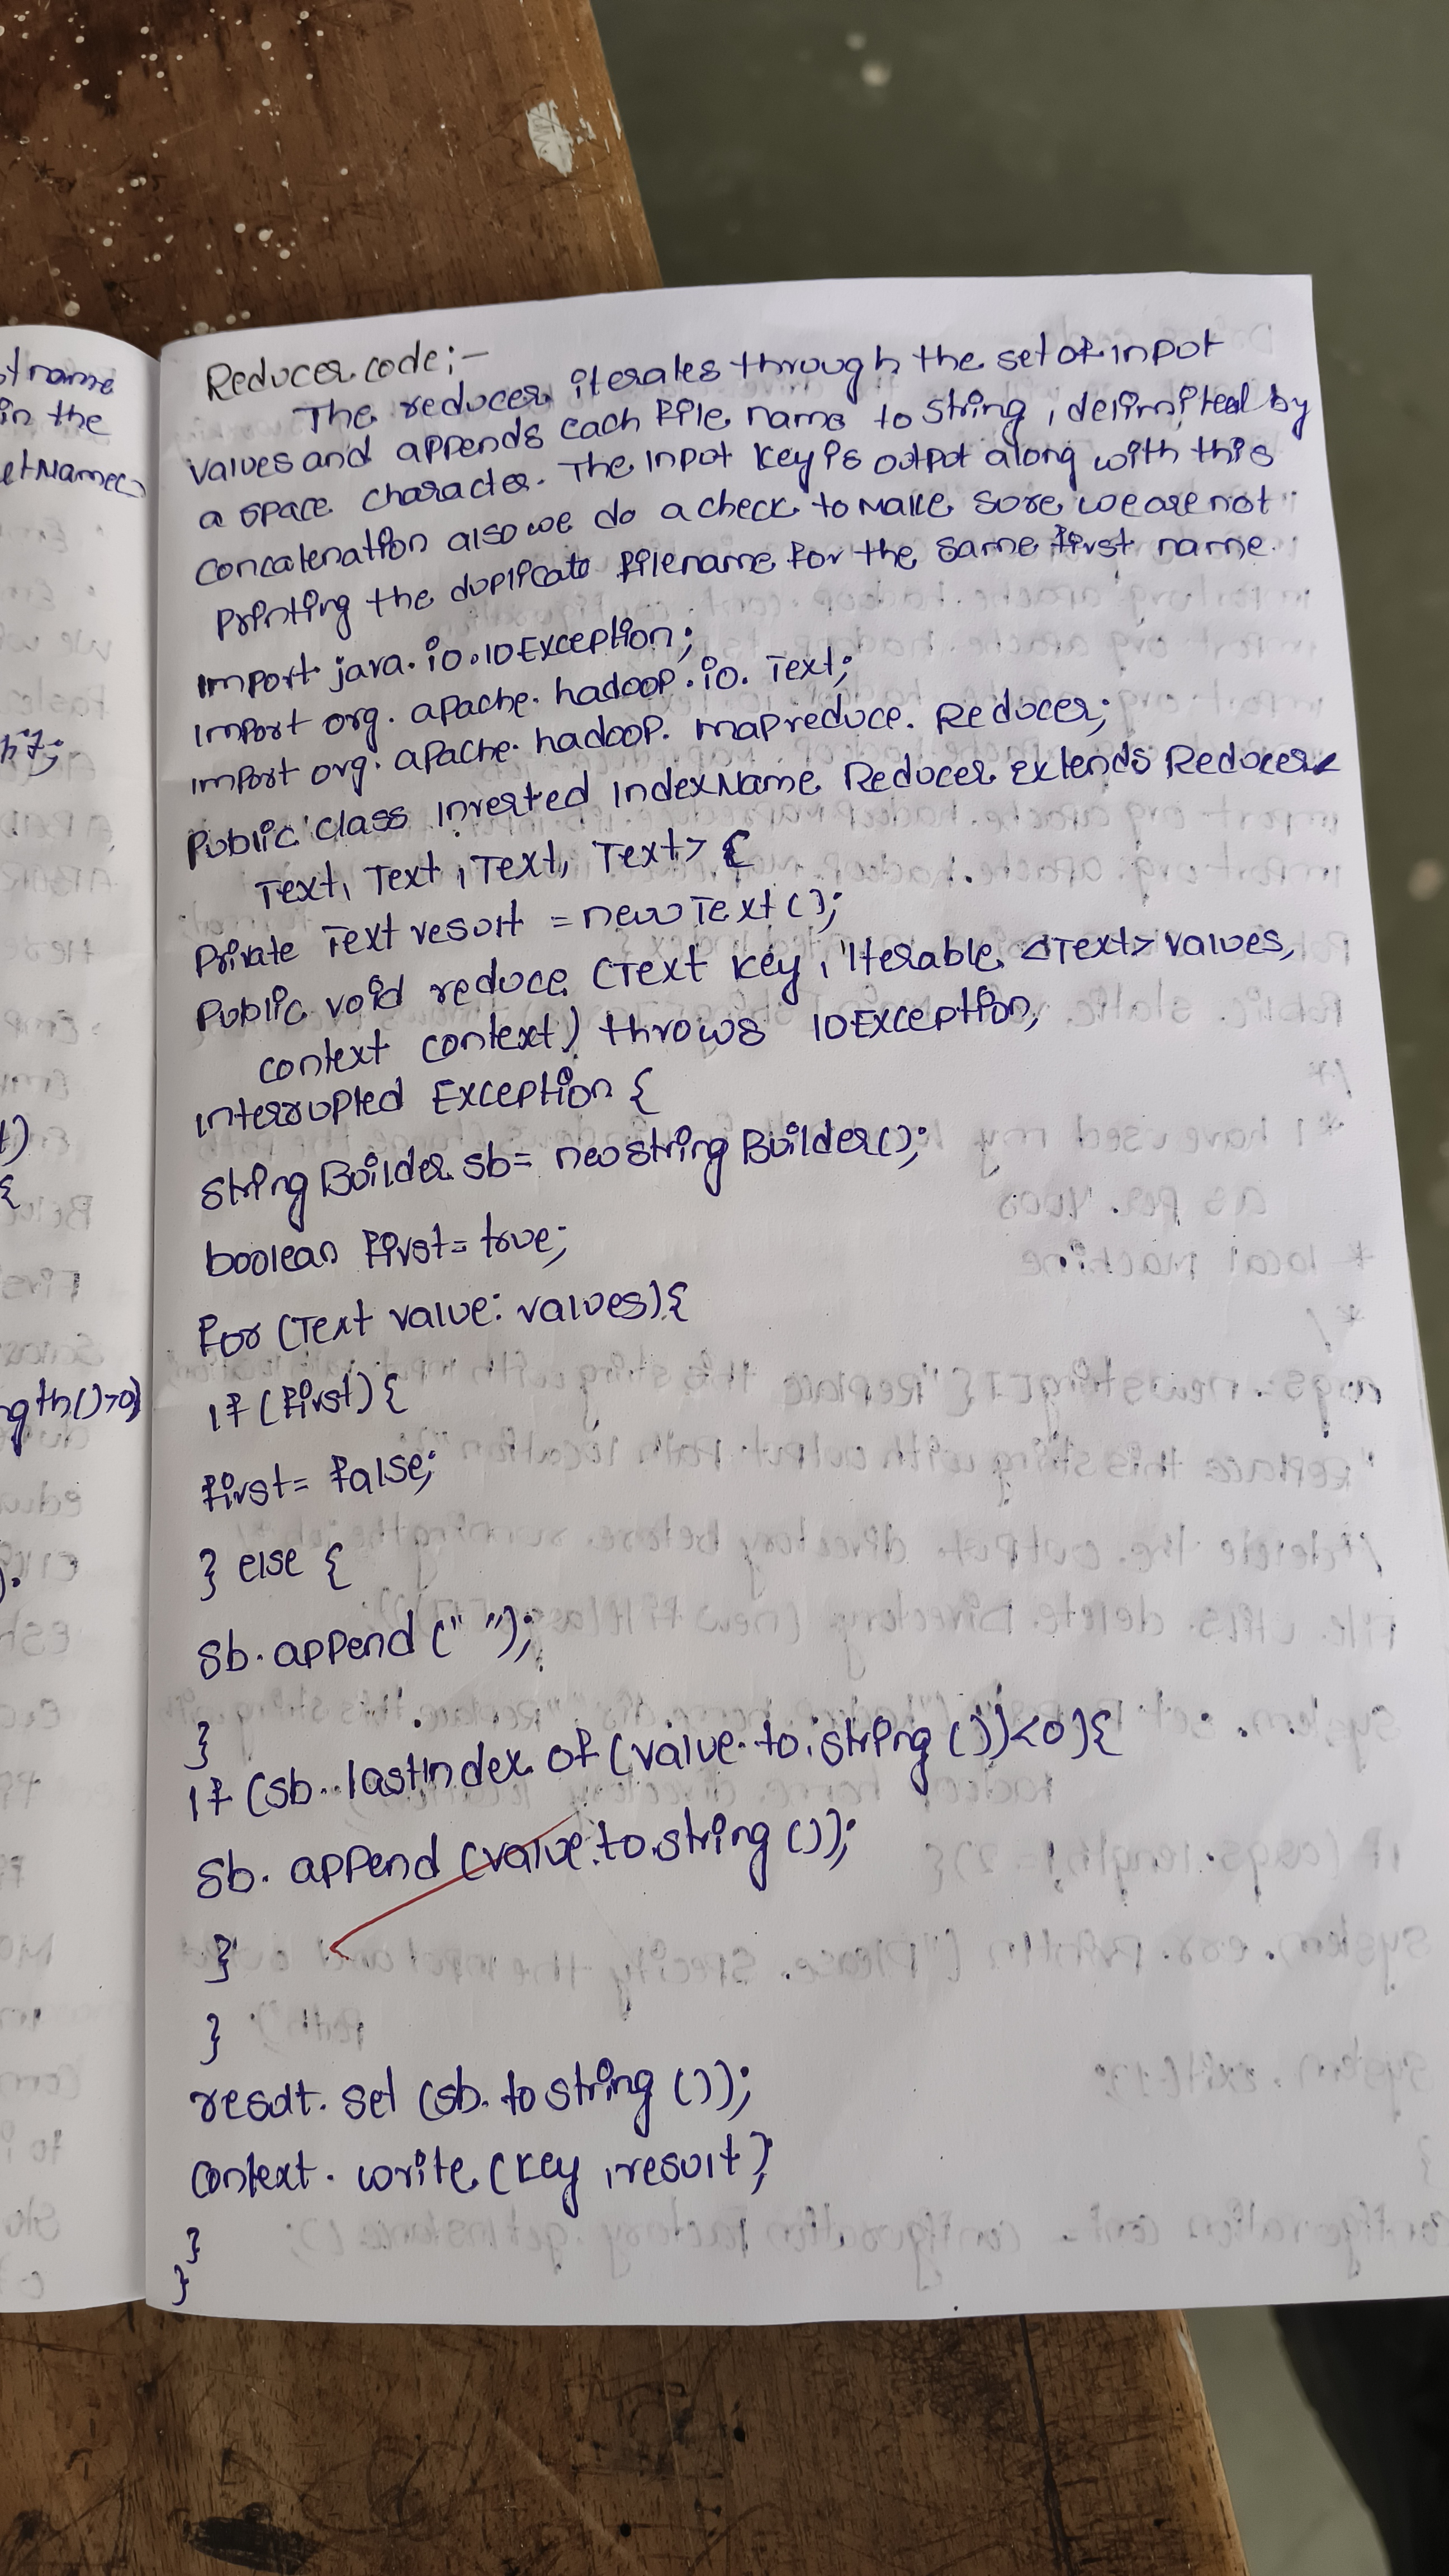 st name
in the
etName()
h";
t)
{
ngth()>0)
Reducer code:-
The reducer iterates through the set of input
values and appends each file name to string, delimited by
a space character. The input key is output along with this
concatenation also we do a check to make sure we are not
printing the duplicate filename for the same first name.
import java.io.IOException;
import org.apache.hadoop.io.Text;
import org.apache.hadoop.mapreduce.Reducer;
Public class Inverted IndexName Reducer extends Reducer<
Text, Text, Text, Text> {
Private Text result = new Text();
Public void reduce (Text key, Iterable <Text> values,
context context) throws IOException,
Interrupted Exception {
String Builder sb= new string Builder();
boolean first= true;
for (Text value: values){
if (first){
first= false;
} else {
sb.append(" ");
}
if (sb.lastindex of (value.to.string ())<0){
sb.append (value.to.string ());
}
}
result.set (sb.to string ());
Context.write (key, result);
}
}